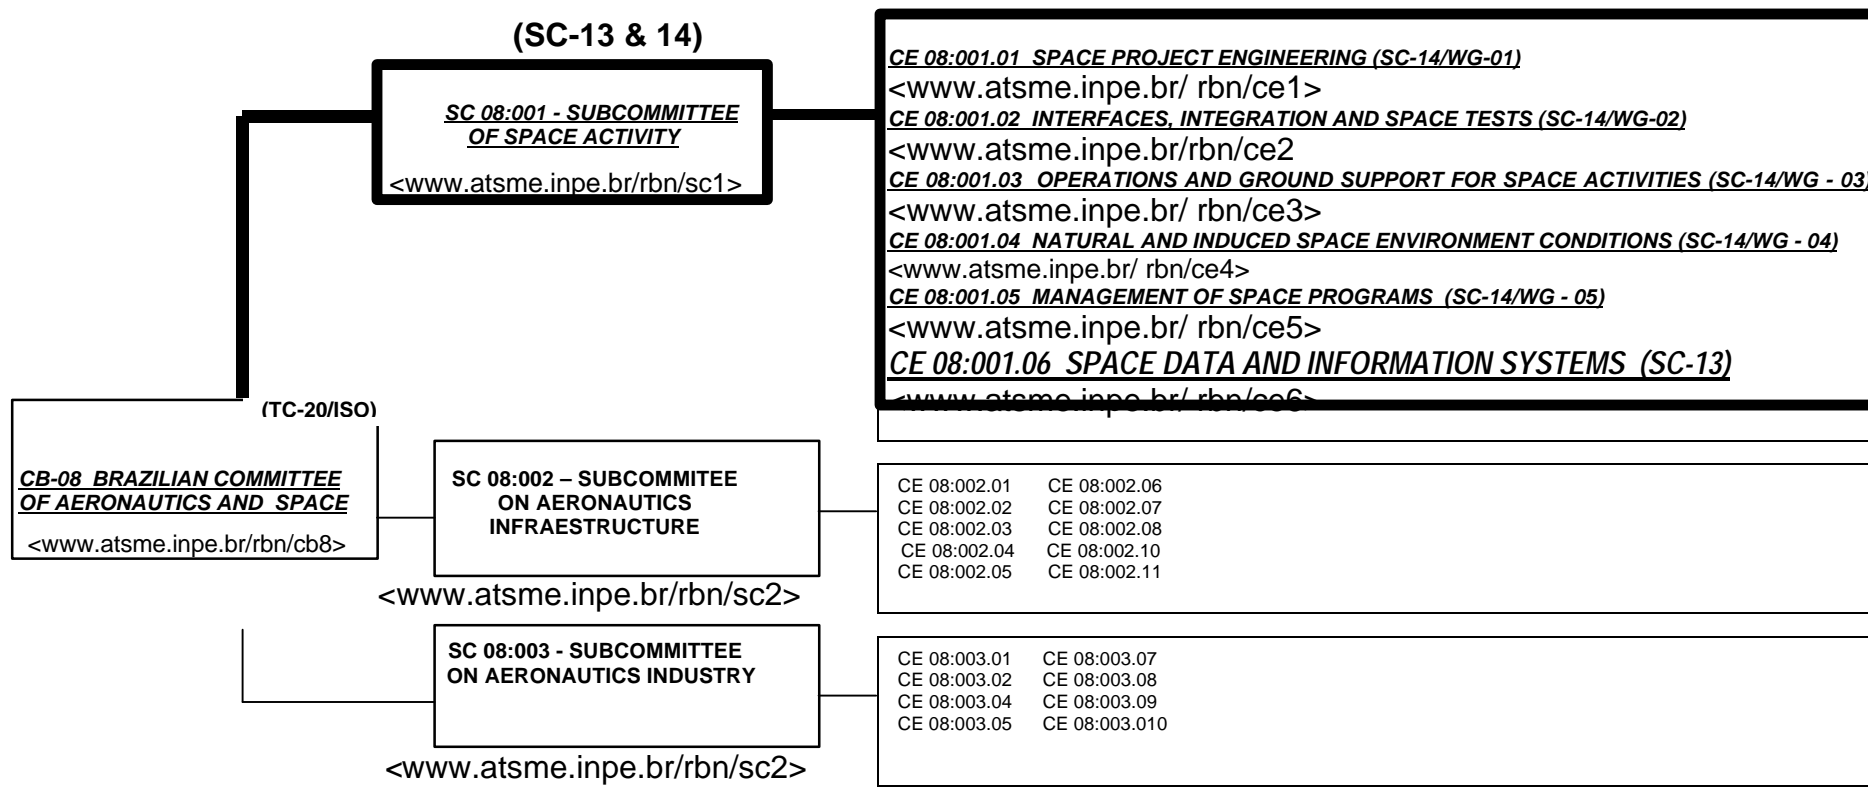 (SC-13 & 14)
SC 08:001 - SUBCOMMITTEE
OF SPACE ACTIVITY
<www.atsme.inpe.br/rbn/sc1>
CE 08:001.01 SPACE PROJECT ENGINEERING (SC-14/WG-01)
<www.atsme.inpe.br/ rbn/ce1>
CE 08:001.02 INTERFACES, INTEGRATION AND SPACE TESTS (SC-14/WG-02)
<www.atsme.inpe.br/rbn/ce2
CE 08:001.03 OPERATIONS AND GROUND SUPPORT FOR SPACE ACTIVITIES (SC-14/WG - 03)
<www.atsme.inpe.br/ rbn/ce3>
CE 08:001.04 NATURAL AND INDUCED SPACE ENVIRONMENT CONDITIONS (SC-14/WG - 04)
<www.atsme.inpe.br/ rbn/ce4>
CE 08:001.05 MANAGEMENT OF SPACE PROGRAMS (SC-14/WG - 05)
<www.atsme.inpe.br/ rbn/ce5>
CE 08:001.06 SPACE DATA AND INFORMATION SYSTEMS (SC-13)
<www.atsme.inpe.br/ rbn/ce6>
(TC-20/ISO)
CB-08 BRAZILIAN COMMITTEE
OF AERONAUTICS AND SPACE
<www.atsme.inpe.br/rbn/cb8>
SC 08:002 – SUBCOMMITEE
ON AERONAUTICS
INFRAESTRUCTURE
<www.atsme.inpe.br/rbn/sc2>
CE 08:002.01 CE 08:002.06
CE 08:002.02 CE 08:002.07
CE 08:002.03 CE 08:002.08
CE 08:002.04 CE 08:002.10
CE 08:002.05 CE 08:002.11
SC 08:003 - SUBCOMMITTEE
ON AERONAUTICS INDUSTRY
<www.atsme.inpe.br/rbn/sc2>
CE 08:003.01 CE 08:003.07
CE 08:003.02 CE 08:003.08
CE 08:003.04 CE 08:003.09
CE 08:003.05 CE 08:003.010